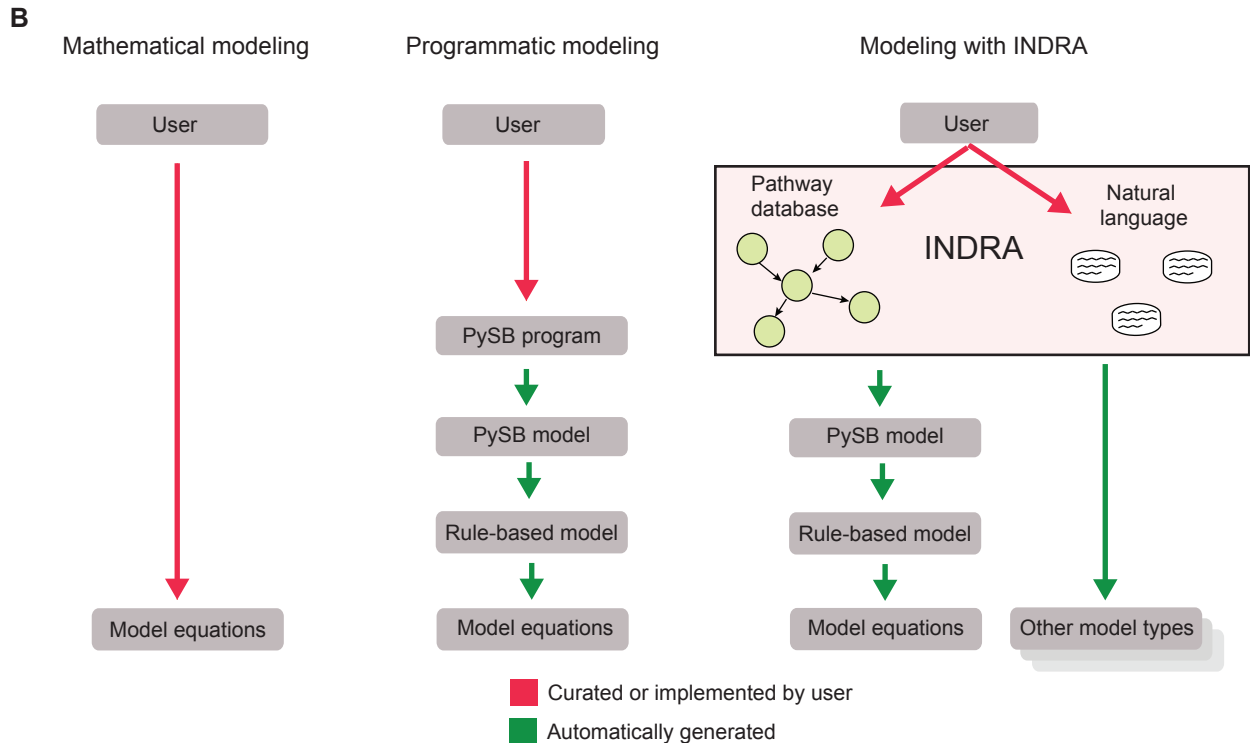 B
Mathematical modeling
User
Model equations
Programmatic modeling
User
PySB program
PySB model
Rule-based model
Model equations
Modeling with INDRA
User
Pathway
database
INDRA
Natural
language
PySB model
Rule-based model
Model equations
Other model types
Curated or implemented by user
Automatically generated